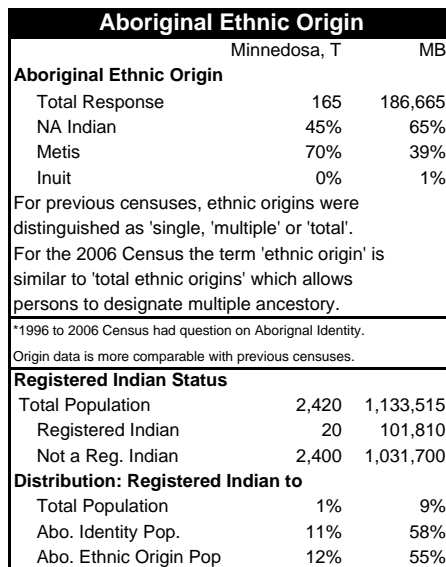 Aboriginal Ethnic Origin
Minnedosa, T MB
Aboriginal Ethnic Origin
Total Response 165 186,665
NA Indian 45% 65%
Metis 70% 39%
Inuit 0% 1%
For previous censuses, ethnic origins were
distinguished as 'single, 'multiple' or 'total'.
For the 2006 Census the term 'ethnic origin' is
similar to 'total ethnic origins' which allows
persons to designate multiple ancestory.
*1996 to 2006 Census had question on Aborignal Identity.
Origin data is more comparable with previous censuses.
Registered Indian Status
Total Population 2,420 1,133,515
Registered Indian 20 101,810
Not a Reg. Indian 2,400 1,031,700
Distribution: Registered Indian to
Total Population 1% 9%
Abo. Identity Pop. 11% 58%
Abo. Ethnic Origin Pop 12% 55%